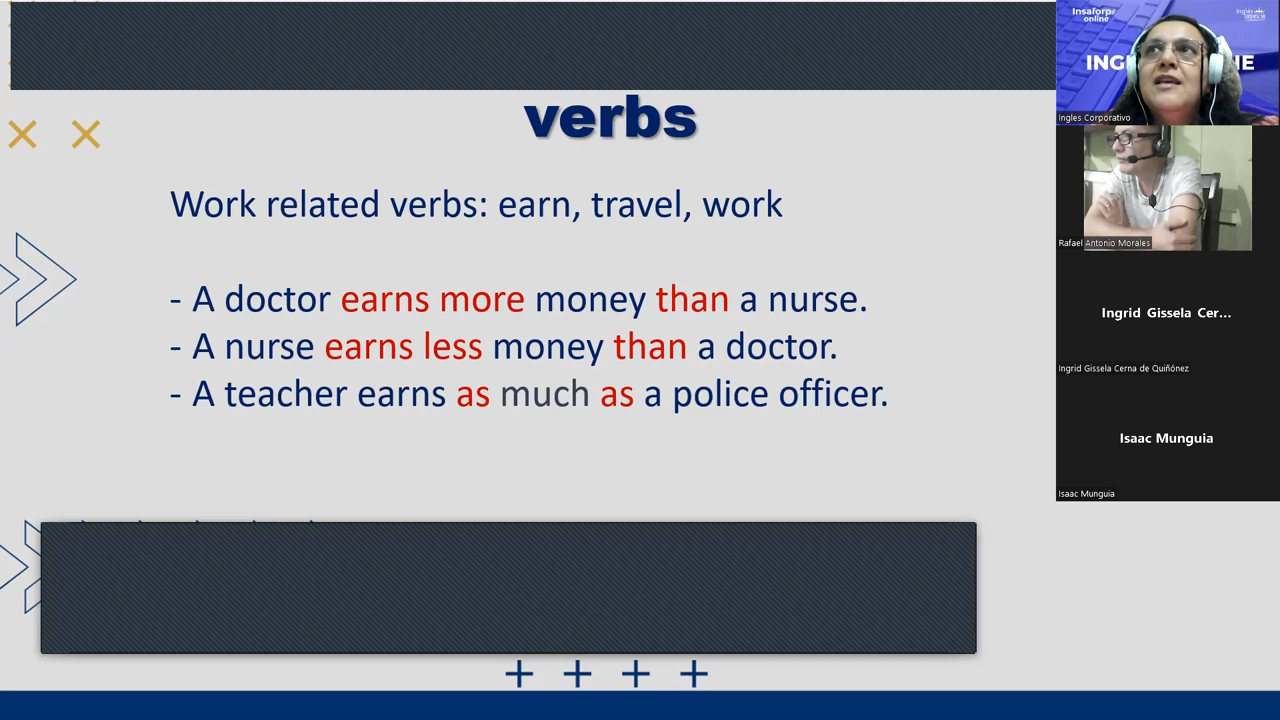 verbs
Work related verbs: earn, travel, work
- A doctor earns more money than a nurse.
- A nurse earns less money than a doctor.
- A teacher earns as much as a police officer.
Insaforp
online
Inglés
ING
NE
Ingles Corporativo
Rafael Antonio Morales
Ingrid Gissela Cer...
Ingrid Gissela Cerna de Quiñónez
Isaac Munguia
Isaac Munguia